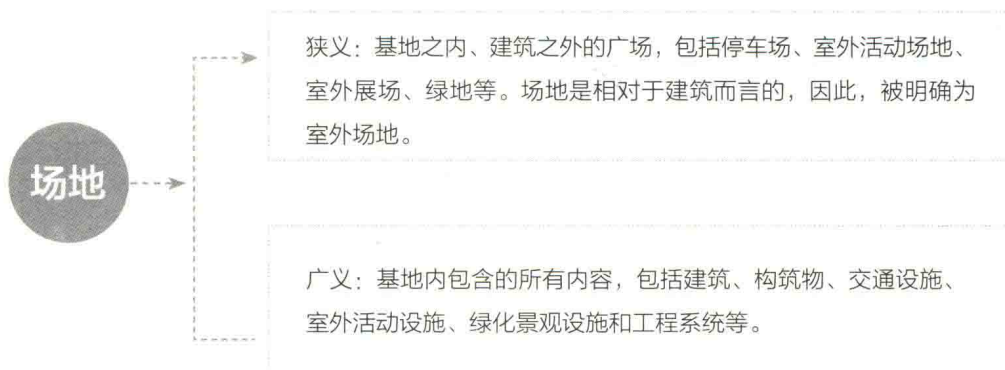 场地
狭义：基地之内、建筑之外的广场，包括停车场、室外活动场地、
室外展场、绿地等。场地是相对于建筑而言的，因此，被明确为
室外场地。
广义：基地内包含的所有内容，包括建筑、构筑物、交通设施、
室外活动设施、绿化景观设施和工程系统等。